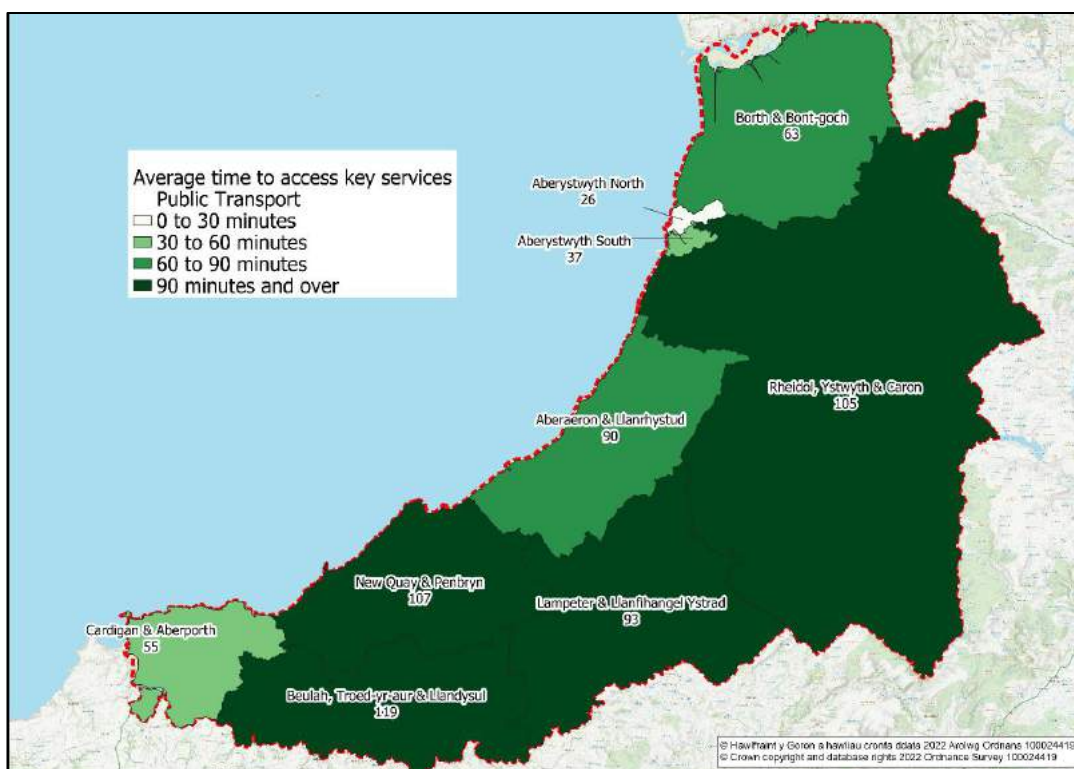 Average time to access key services
Public Transport
0 to 30 minutes
30 to 60 minutes
60 to 90 minutes
90 minutes and over
Borth & Bont-goch
63
Aberystwyth North
26
Aberystwyth South
37
Rheidol, Ystwyth & Caron
105
Aberaeron & Llanrhystud
90
New Quay & Penbryn
107
Lampeter & Llanfihangel Ystrad
93
Cardigan & Aberporth
55
Beulah, Troed-yr-aur & Llandysul
119
© Hawlfraint y Goron a hawliau cronfa ddata 2022 Arolwg Ordnans 100024419
© Crown copyright and database rights 2022 Ordnance Survey 100024419